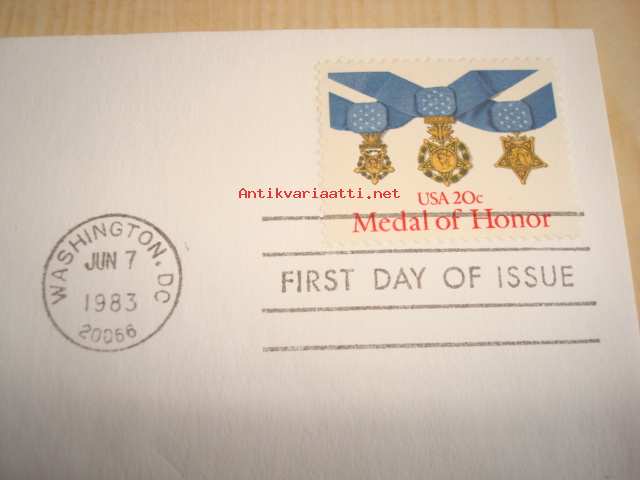 Antikvariaatti.net
USA 20c
Medal of Honor
WASHINGTON, DC
JUN 7
1983
20066
FIRST DAY OF ISSUE